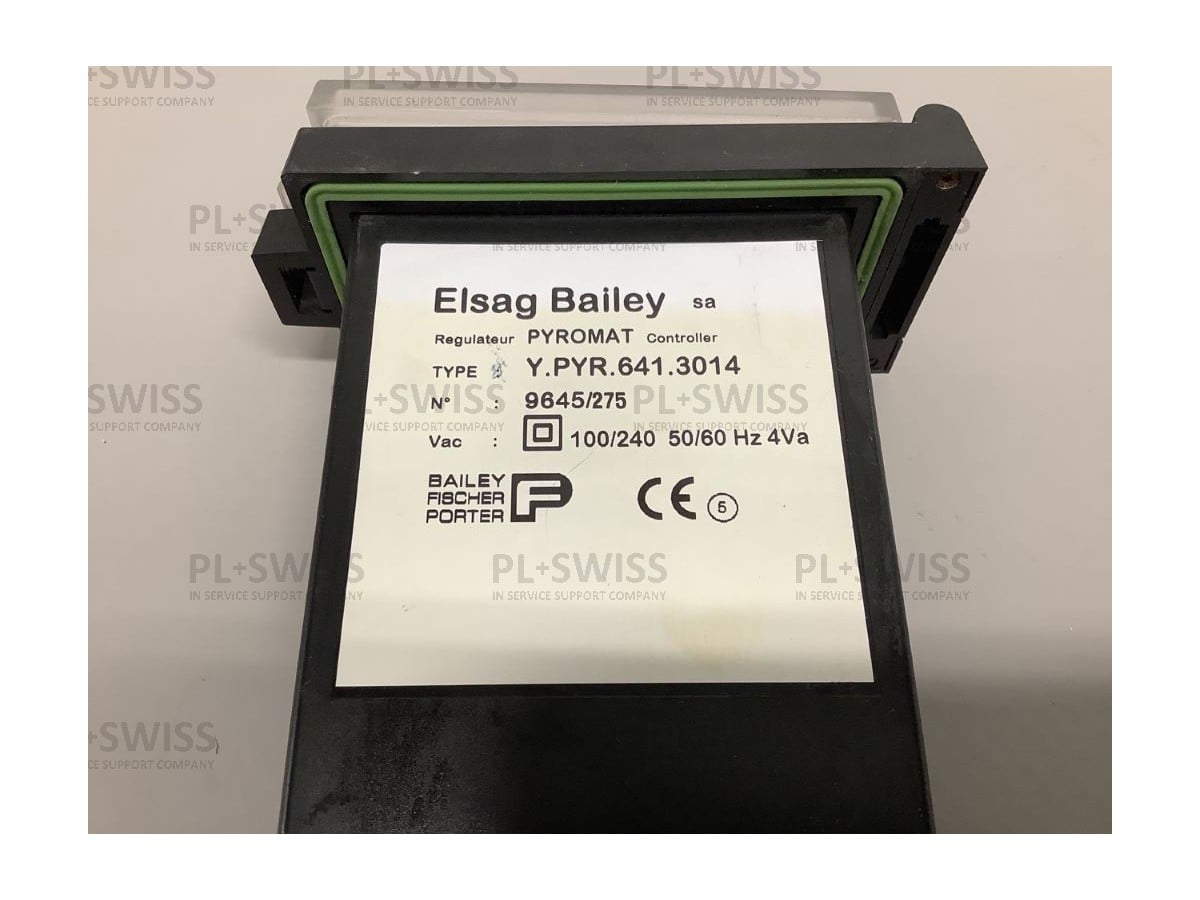 Elsag Bailey sa
Regulateur PYROMAT Controller
TYPE Y.PYR.641.3014
N° : 9645/275
Vac : 100/240 50/60 Hz 4Va
BAILEY
FISCHER
PORTER
CE 5
PL+SWISS
IN SERVICE SUPPORT COMPANY